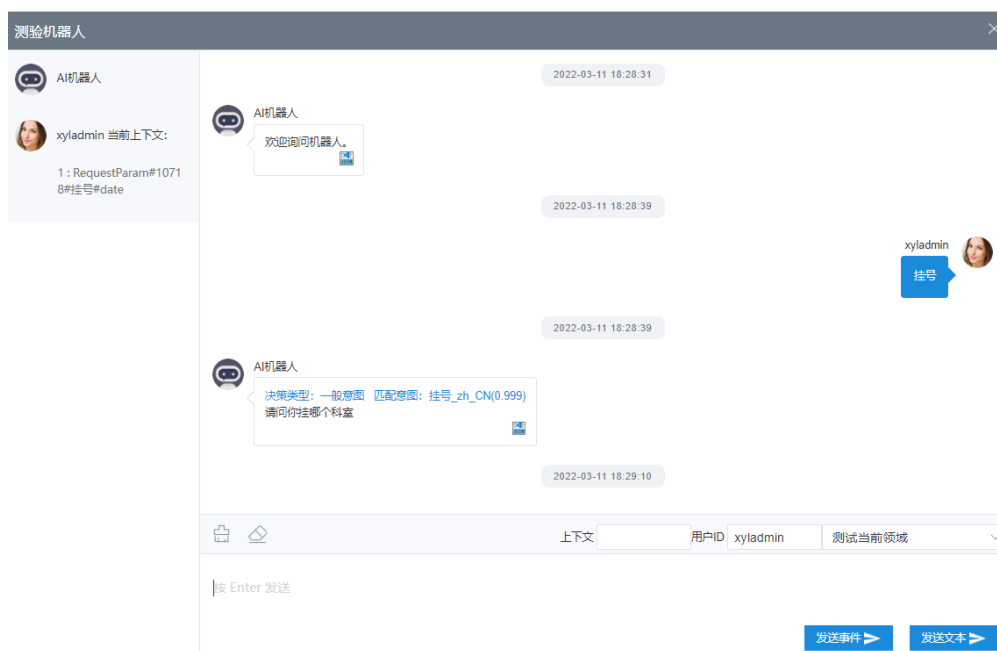 测验机器人
AI机器人
xyladmin 当前上下文:
1 : RequestParam#1071
8#挂号#date
2022-03-11 18:28:31
AI机器人
欢迎询问机器人。
2022-03-11 18:28:39
xyladmin
挂号
2022-03-11 18:28:39
AI机器人
决策类型：一般意图 匹配意图：挂号_zh_CN(0.999)
请问你挂哪个科室
2022-03-11 18:29:10
上下文 用户ID xyladmin 测试当前领域
按 Enter 发送
发送事件 发送文本